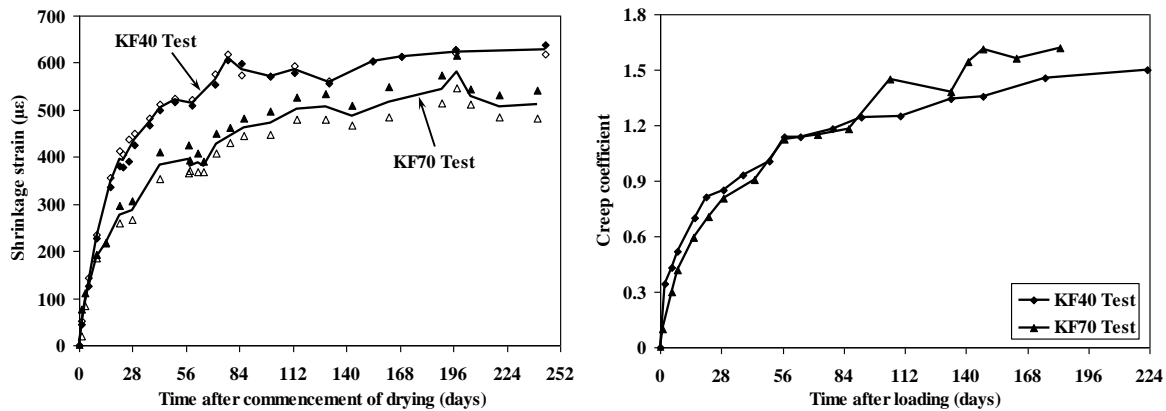 700
600
500
400
300
200
100
0
Shrinkage strain (με)
KF40 Test
KF70 Test
0 28 56 84 112 140 168 196 224 252
Time after commencement of drying (days)
1.8
1.5
1.2
0.9
0.6
0.3
0
Creep coefficient
KF40 Test
KF70 Test
0 28 56 84 112 140 168 196 224
Time after loading (days)